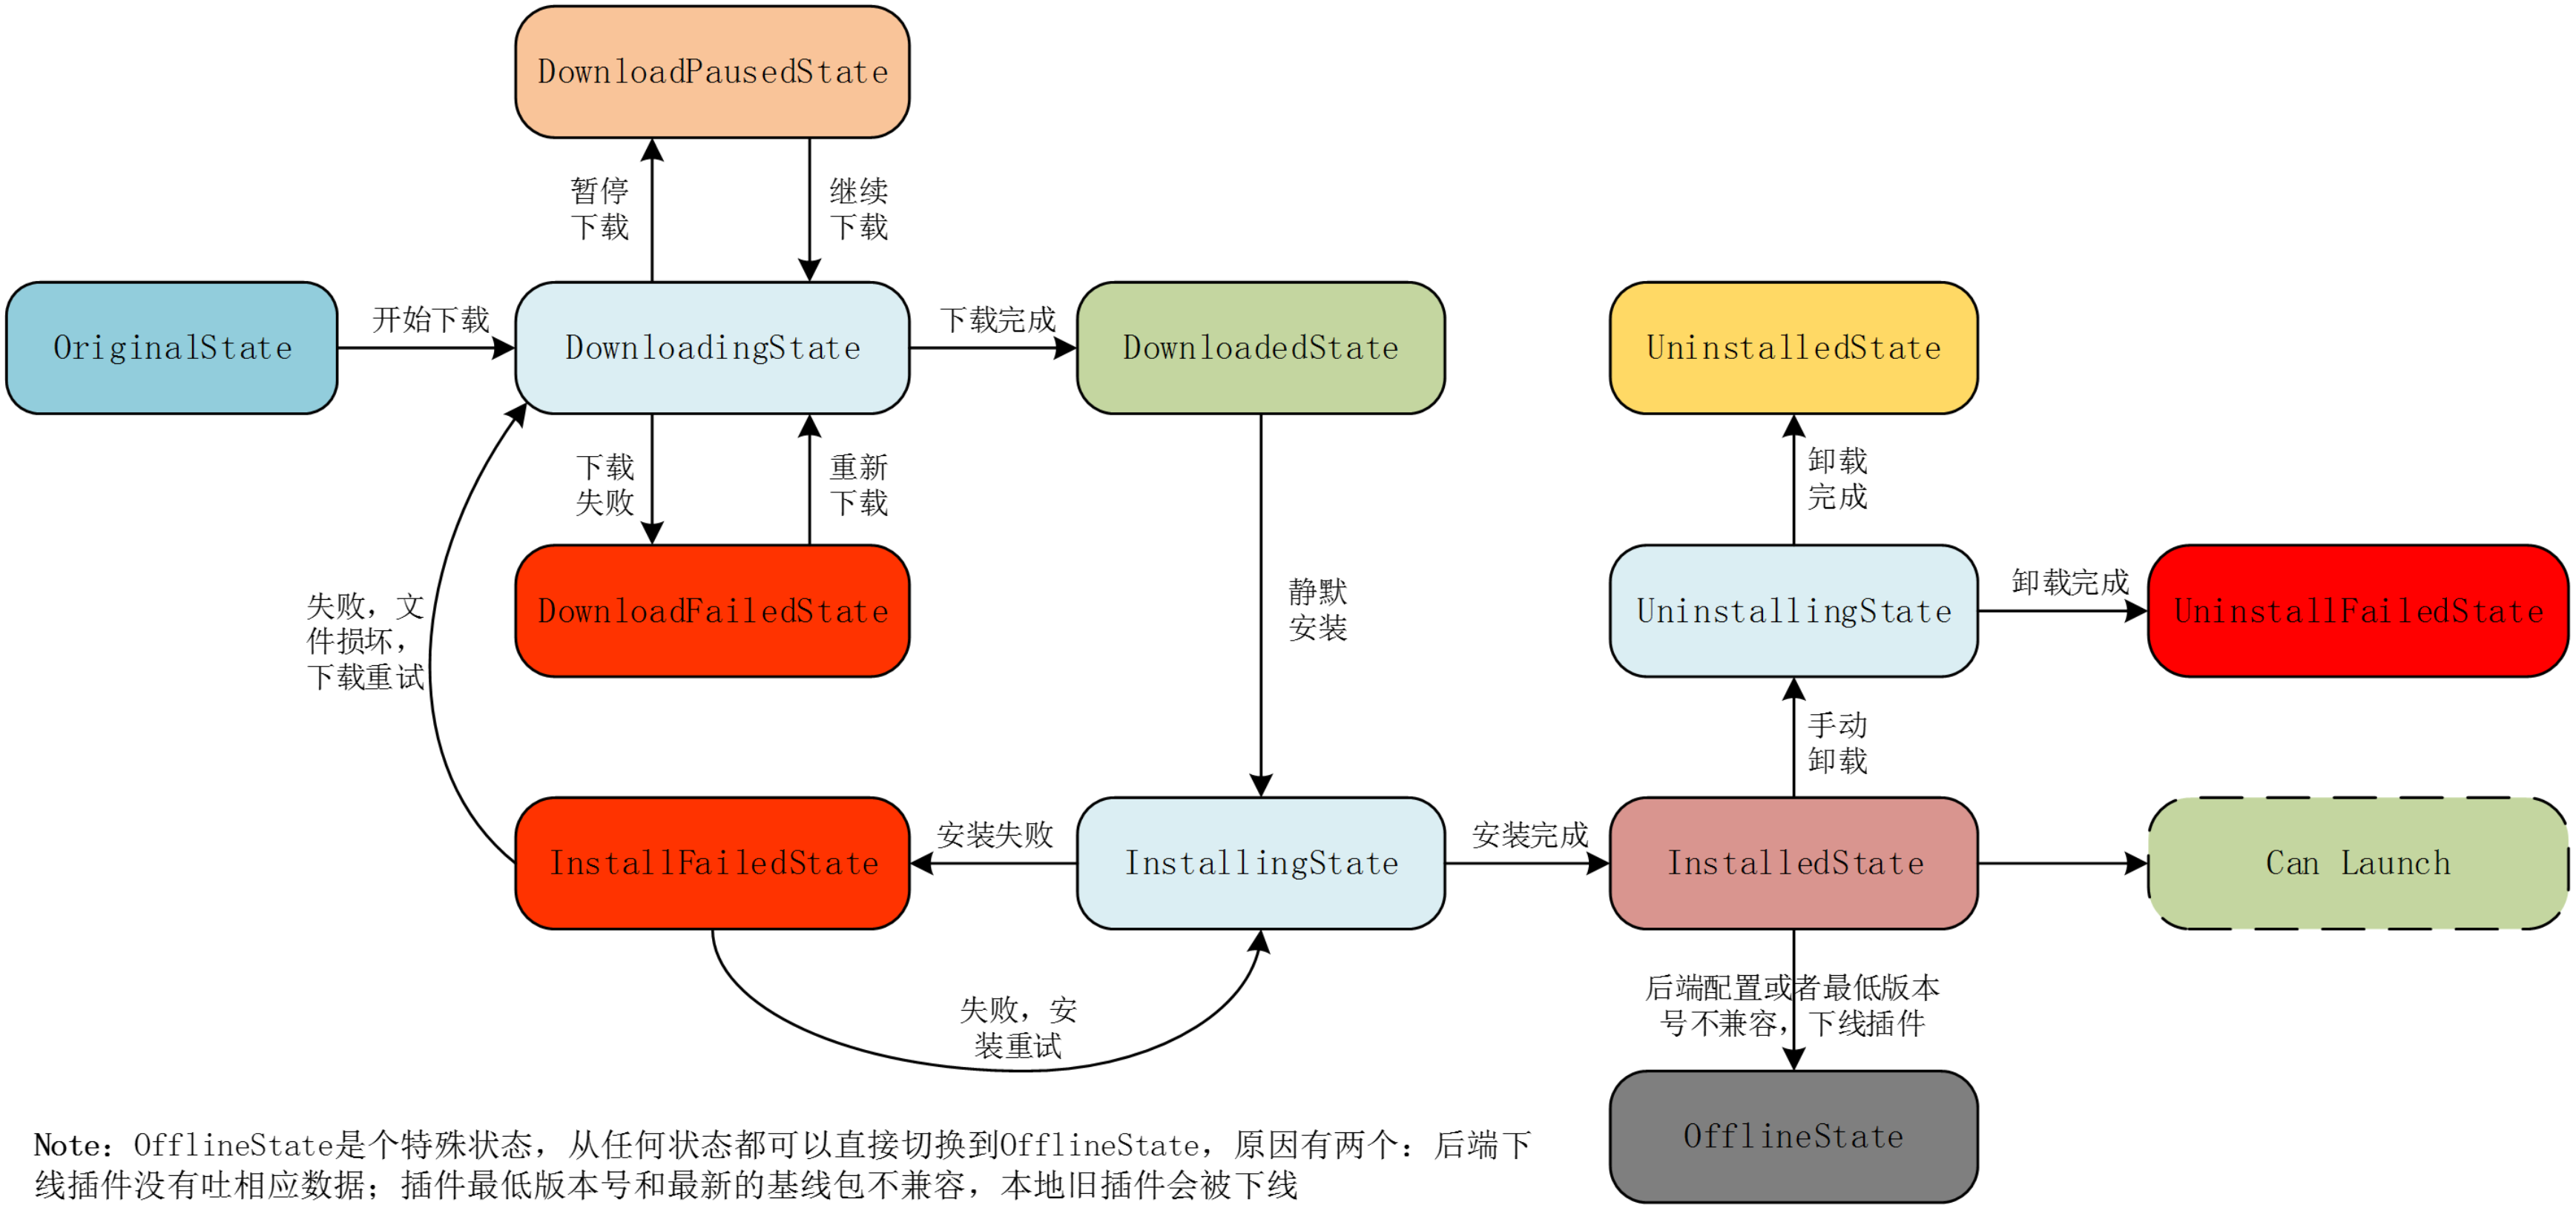 DownloadPausedState
暂停
下载
继续
下载
OriginalState
开始下载
DownloadingState
下载完成
DownloadedState
UninstalledState
下载
失败
重新
下载
卸载
完成
失败，文
件损坏，
下载重试
DownloadFailedState
静默
安装
UninstallingState
卸载完成
UninstallFailedState
手动
卸载
InstallFailedState
安装失败
InstallingState
安装完成
InstalledState
Can Launch
失败，安
装重试
后端配置或者最低版本
号不兼容，下线插件
OfflineState
Note：OfflineState是个特殊状态，从任何状态都可以直接切换到OfflineState，原因有两个：后端下
线插件没有吐相应数据；插件最低版本号和最新的基线包不兼容，本地旧插件会被下线